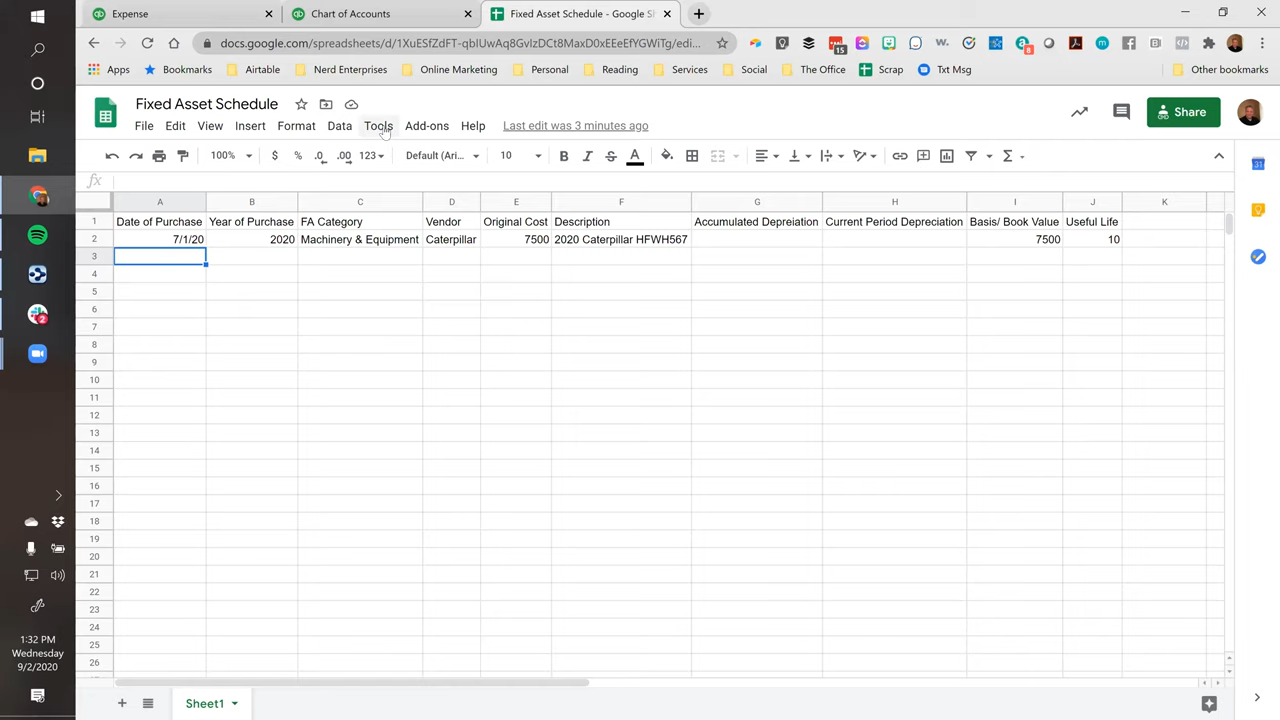 Expense
Chart of Accounts
Fixed Asset Schedule - Google Sh
docs.google.com/spreadsheets/d/1XuESfZdFT-qbIUwAq8GvIzDCt8MaxD0xEEeEfYGWiTg/edi...
15
8
Apps
Bookmarks
Airtable
Nerd Enterprises
Online Marketing
Personal
Reading
Services
Social
The Office
Scrap
Txt Msg
Other bookmarks
Fixed Asset Schedule
Share
File Edit View Insert Format Data Tools Add-ons Help Last edit was 3 minutes ago
100% $ % .0 .00 123 Default (Ari... 10 B I S A Σ
fx
31
A B C D E F G H I J K
1 Date of Purchase Year of Purchase FA Category Vendor Original Cost Description Accumulated Depreation Current Period Depreciation Basis/ Book Value Useful Life
2 7/1/20 2020 Machinery & Equipment Caterpillar 7500 2020 Caterpillar HFWH567 7500 10
3
4
5
6
7
8
9
10
11
12
13
14
15
16
17
18
19
20
21
22
23
24
25
26
2
1:32 PM
Wednesday
9/2/2020
Sheet1